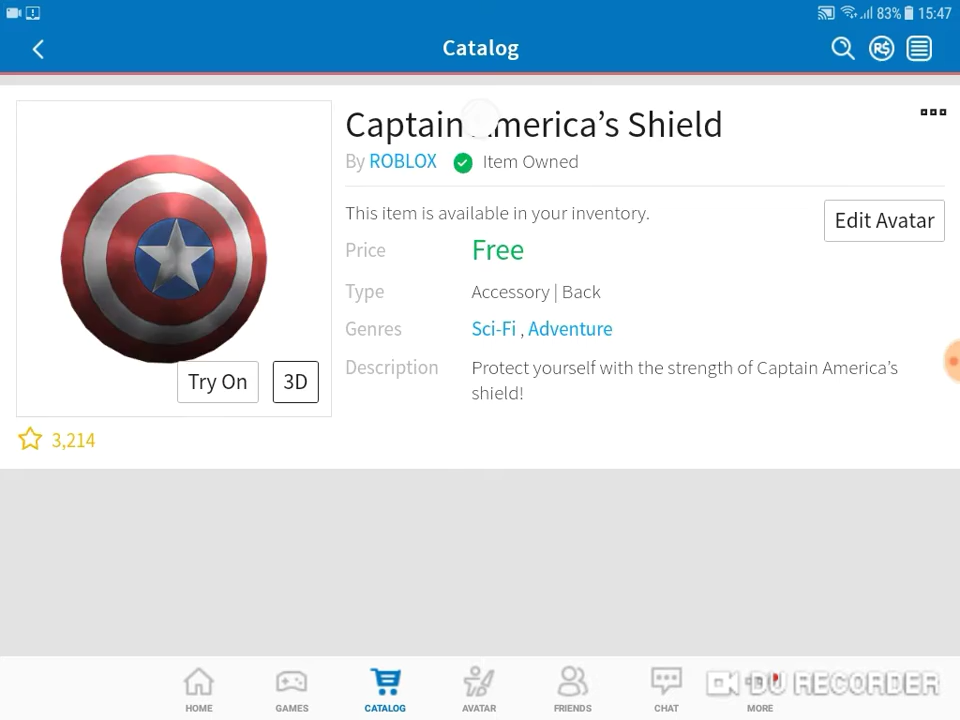 83% 15:47
Catalog
R$
Captain America’s Shield
By ROBLOX Item Owned
This item is available in your inventory.
Edit Avatar
Price Free
Type Accessory | Back
Genres Sci-Fi , Adventure
Description Protect yourself with the strength of Captain America’s
shield!
Try On 3D
3,214
HOME GAMES CATALOG AVATAR FRIENDS CHAT MORE
DU RECORDER